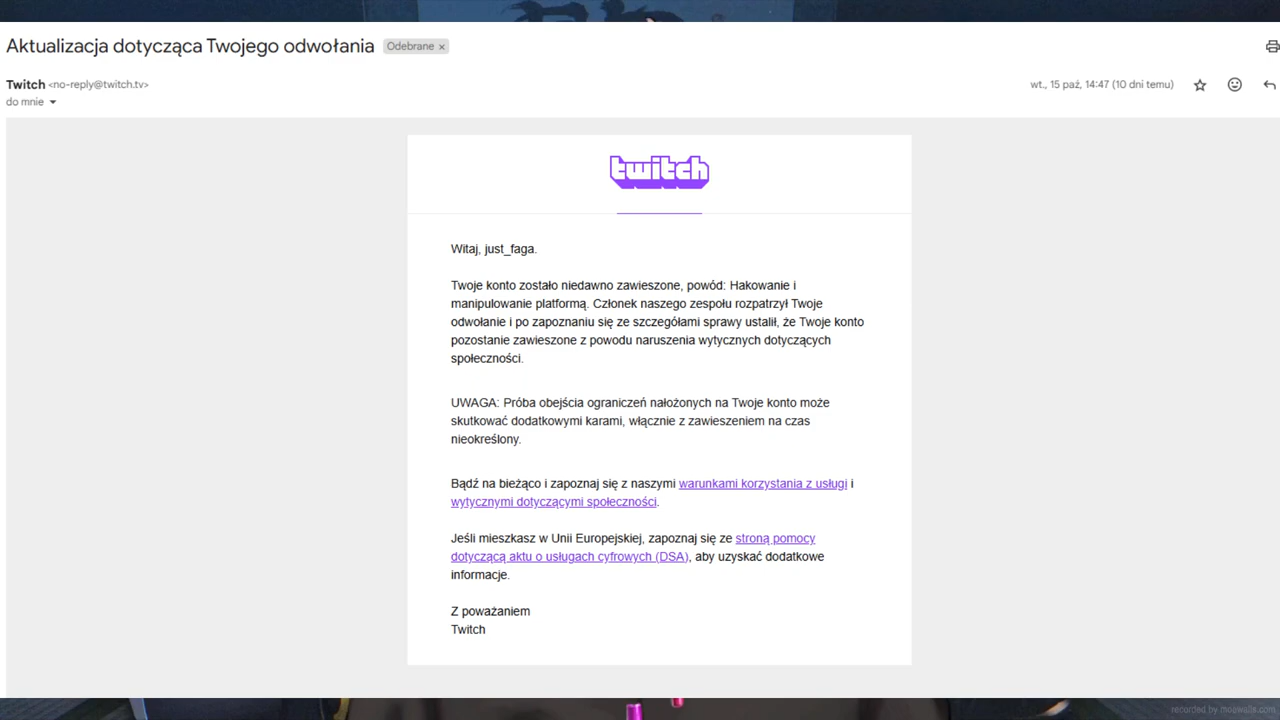 Aktualizacja dotycząca Twojego odwołania Odebrane ×
Twitch <no-reply@twitch.tv> wt., 15 paź, 14:47 (10 dni temu)
do mnie
twitch
Witaj, just_faga.
Twoje konto zostało niedawno zawieszone, powód: Hakowanie i
manipulowanie platformą. Członek naszego zespołu rozpatrzył Twoje
odwołanie i po zapoznaniu się ze szczegółami sprawy ustalił, że Twoje konto
pozostanie zawieszone z powodu naruszenia wytycznych dotyczących
społeczności.
UWAGA: Próba obejścia ograniczeń nałożonych na Twoje konto może
skutkować dodatkowymi karami, włącznie z zawieszeniem na czas
nieokreślony.
Bądź na bieżąco i zapoznaj się z naszymi warunkami korzystania z usługi i
wytycznymi dotyczącymi społeczności.
Jeśli mieszkasz w Unii Europejskiej, zapoznaj się ze stroną pomocy
dotyczącą aktu o usługach cyfrowych (DSA), aby uzyskać dodatkowe
informacje.
Z poważaniem
Twitch
recorded by moewalls.com